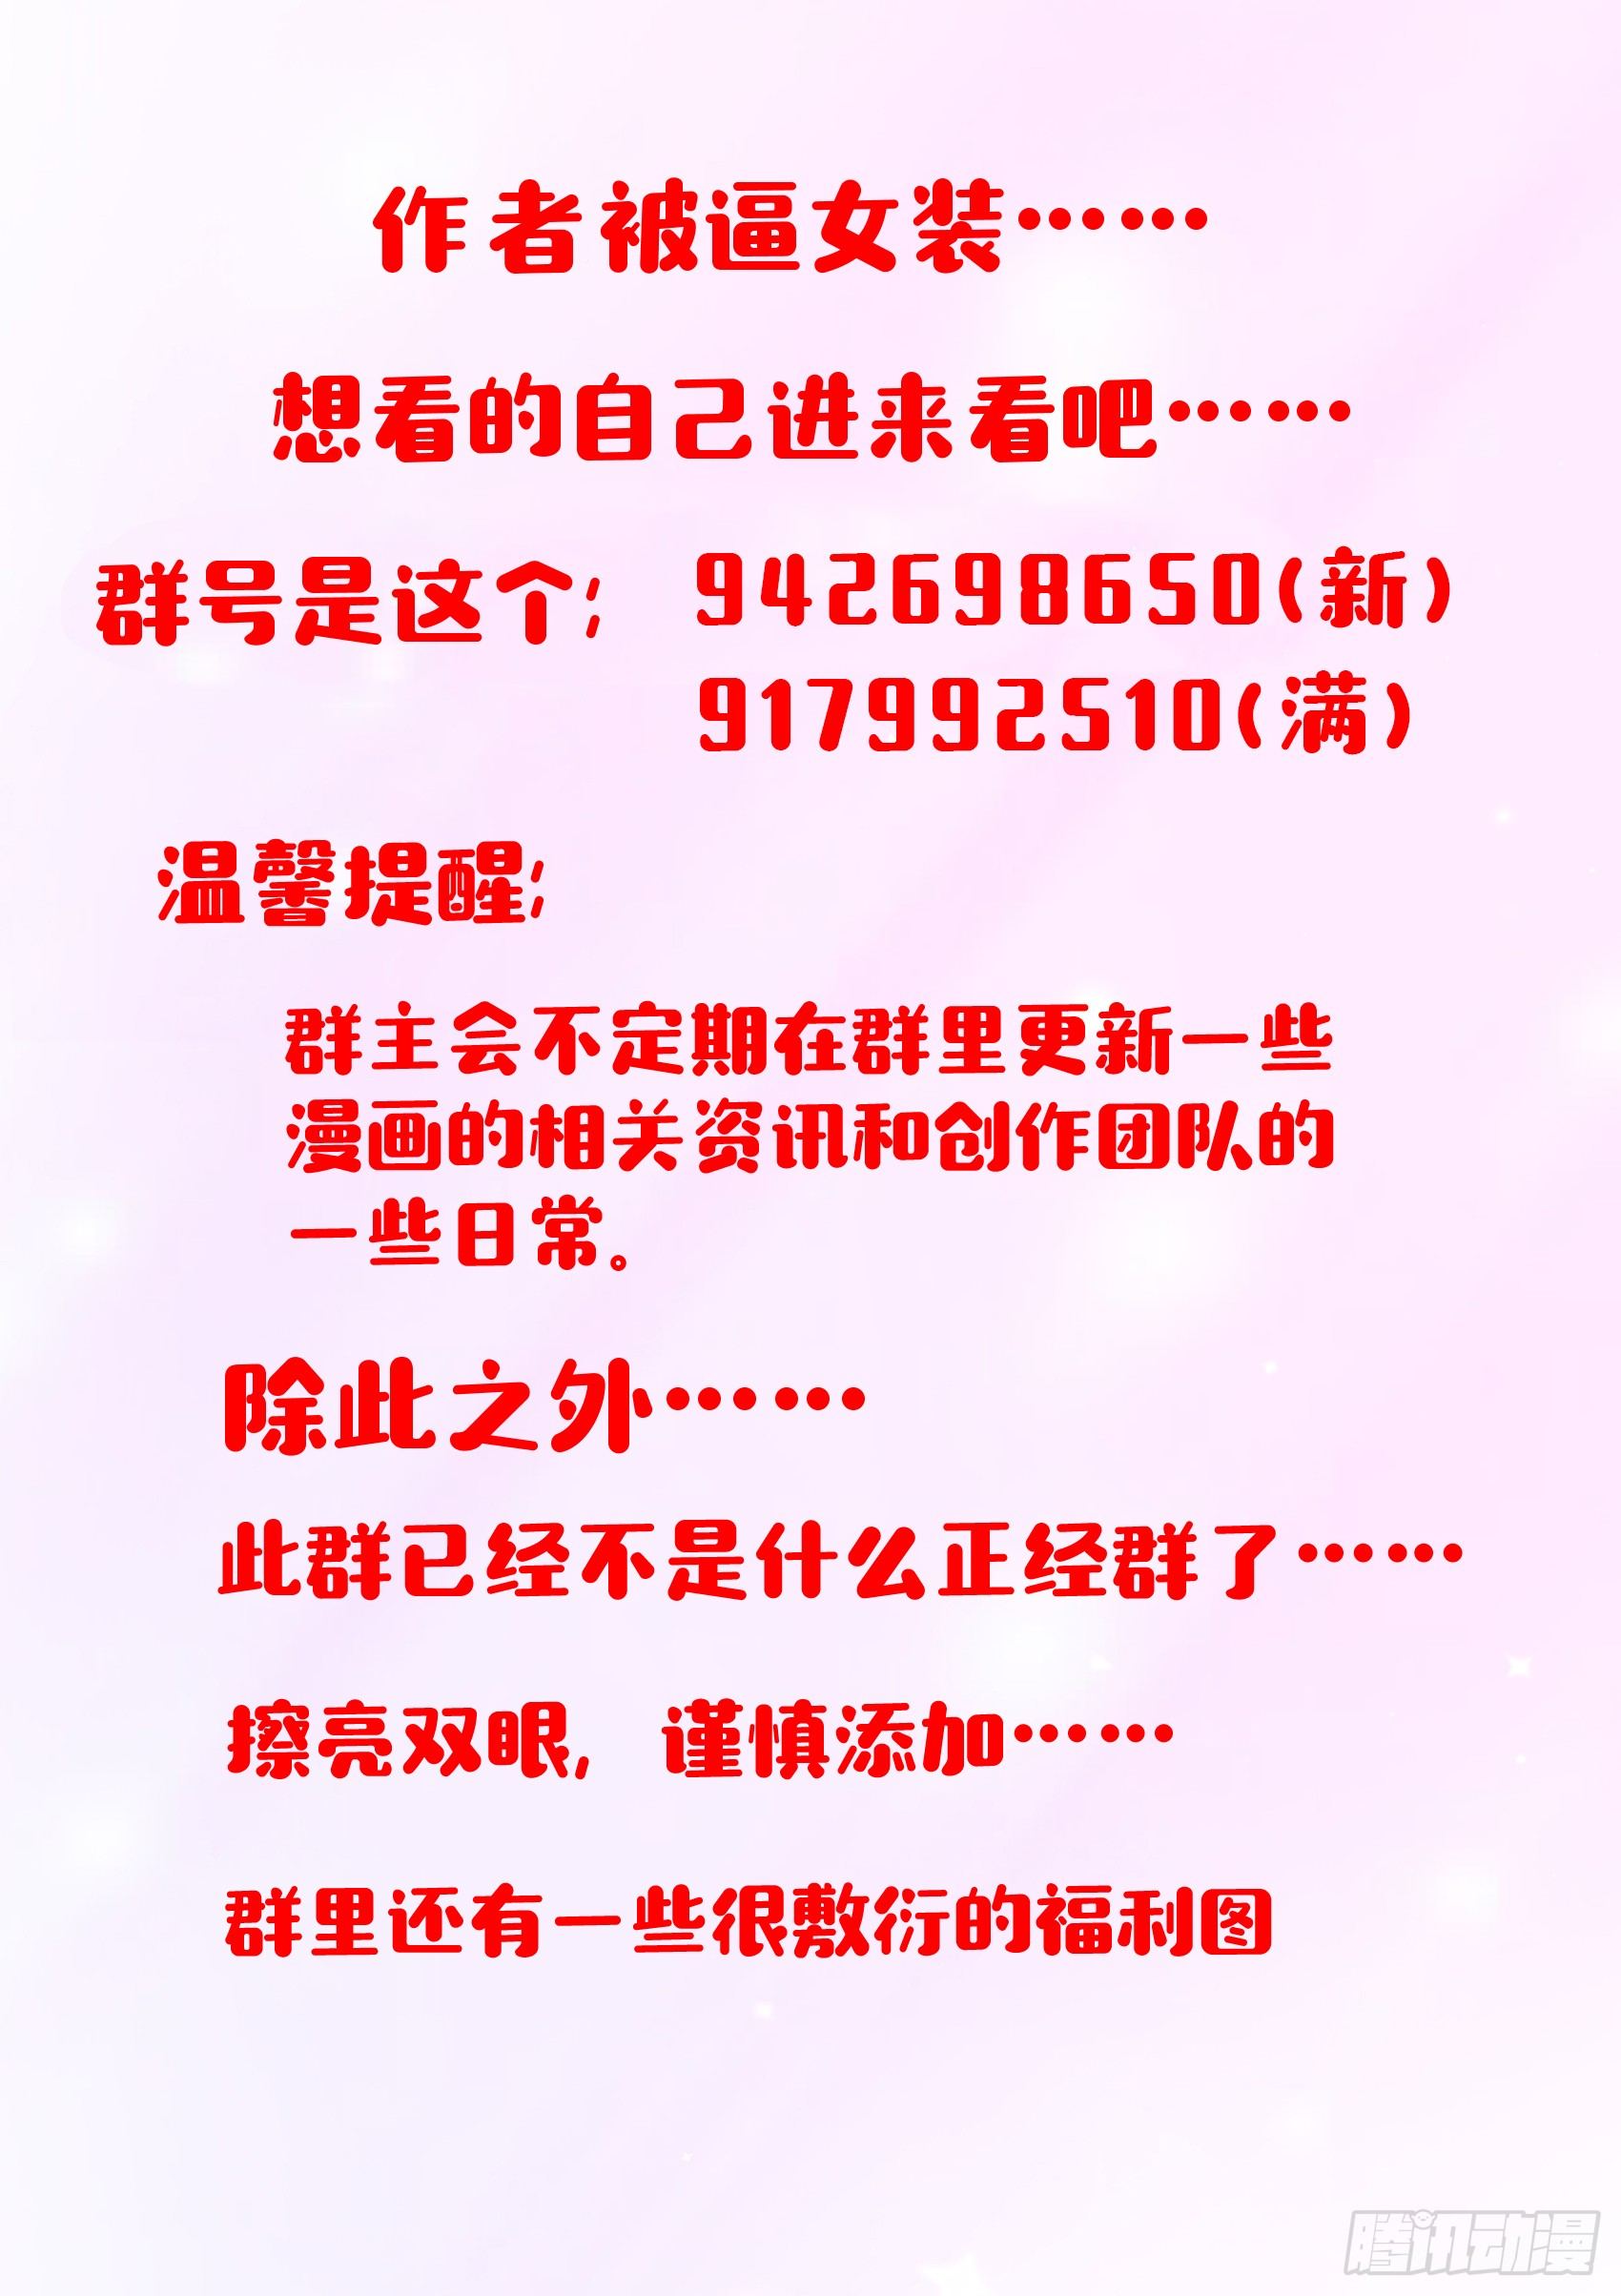 作者被逼女装……
想看的自己进来看吧……
群号是这个; 942698650(新)
917992510(满)
温馨提醒;
群主会不定期在群里更新一些
漫画的相关资讯和创作团队的
一些日常。
除此之外……
此群已经不是什么正经群了……
擦亮双眼, 谨慎添加……
群里还有一些很敷衍的福利图
腾讯动漫